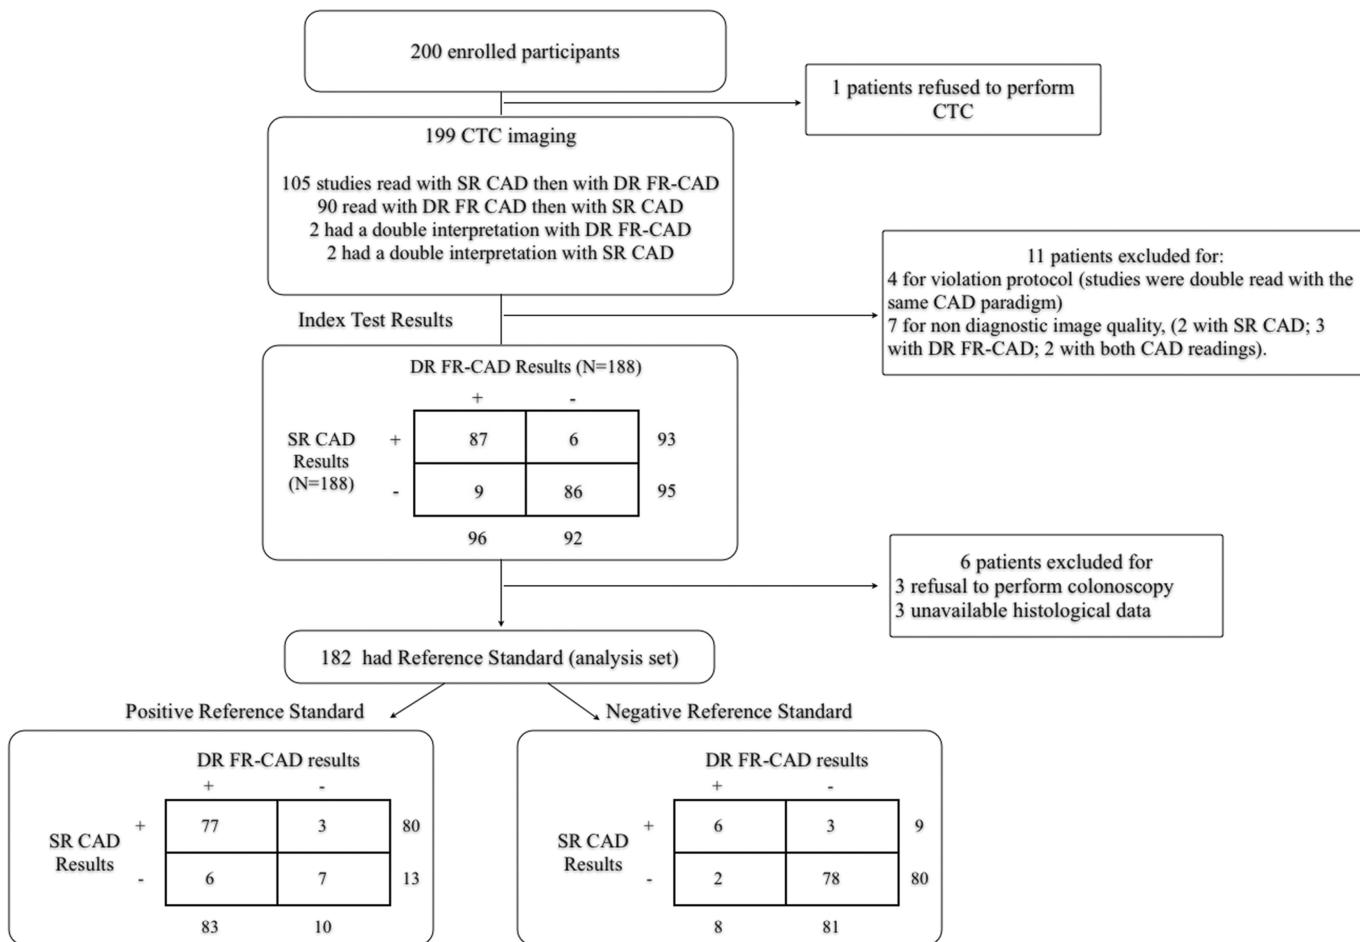 200 enrolled participants
1 patients refused to perform
CTC
199 CTC imaging
105 studies read with SR CAD then with DR FR-CAD
90 read with DR FR CAD then with SR CAD
2 had a double interpretation with DR FR-CAD
2 had a double interpretation with SR CAD
11 patients excluded for:
4 for violation protocol (studies were double read with the
same CAD paradigm)
7 for non diagnostic image quality, (2 with SR CAD; 3
with DR FR-CAD; 2 with both CAD readings).
Index Test Results
DR FR-CAD Results (N=188)
+ -
SR CAD
Results
(N=188)
+ 87 6 93
- 9 86 95
96 92
6 patients excluded for
3 refusal to perform colonoscopy
3 unavailable histological data
182 had Reference Standard (analysis set)
Positive Reference Standard
DR FR-CAD results
+ -
SR CAD
Results
+ 77 3 80
- 6 7 13
83 10
Negative Reference Standard
DR FR-CAD results
+ -
SR CAD
Results
+ 6 3 9
- 2 78 80
8 81